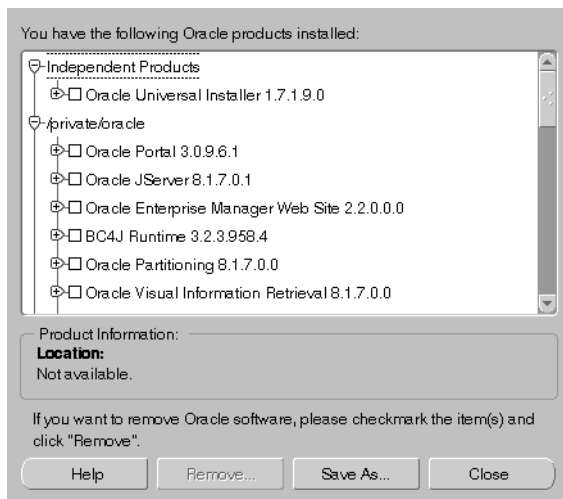 You have the following Oracle products installed:
Independent Products
Oracle Universal Installer 1.7.1.9.0
/private/oracle
Oracle Portal 3.0.9.6.1
Oracle JServer 8.1.7.0.1
Oracle Enterprise Manager Web Site 2.2.0.0.0
BC4J Runtime 3.2.3.958.4
Oracle Partitioning 8.1.7.0.0
Oracle Visual Information Retrieval 8.1.7.0.0
Product Information:
Location:
Not available.
If you want to remove Oracle software, please checkmark the item(s) and
click "Remove".
Help Remove... Save As... Close